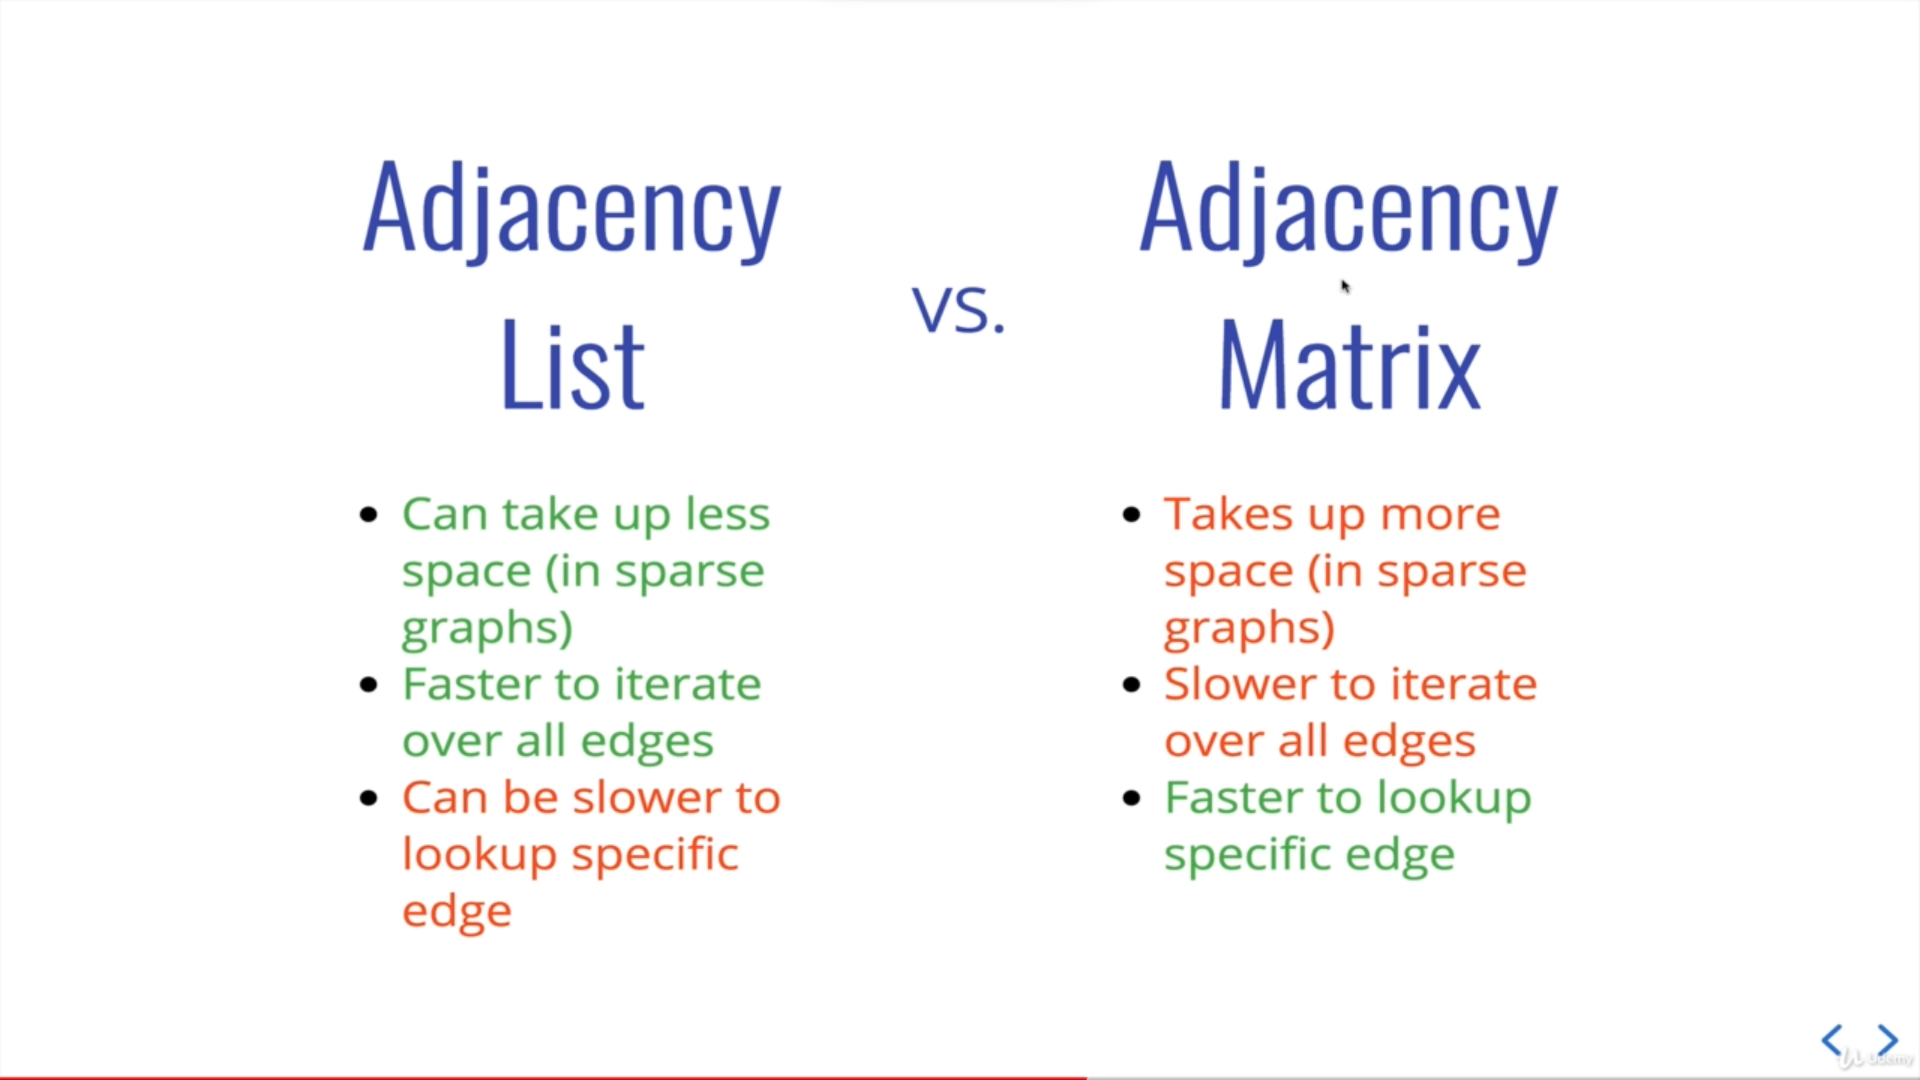 Adjacency
List
vs.
Adjacency
Matrix
Can take up less
space (in sparse
graphs)
Faster to iterate
over all edges
Can be slower to
lookup specific
edge
Takes up more
space (in sparse
graphs)
Slower to iterate
over all edges
Faster to lookup
specific edge
Udemy